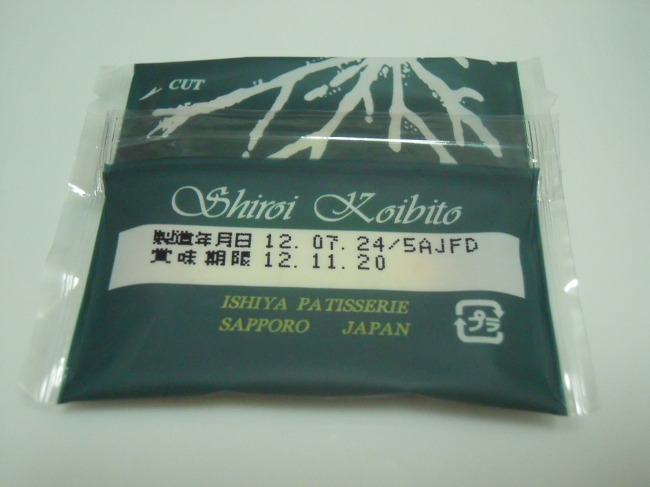 CUT
Shiroi Koibito
製造年月日 12. 07. 24/5AJFD
賞味期限 12. 11. 20
ISHIYA PATISSERIE
SAPPORO JAPAN
プラ